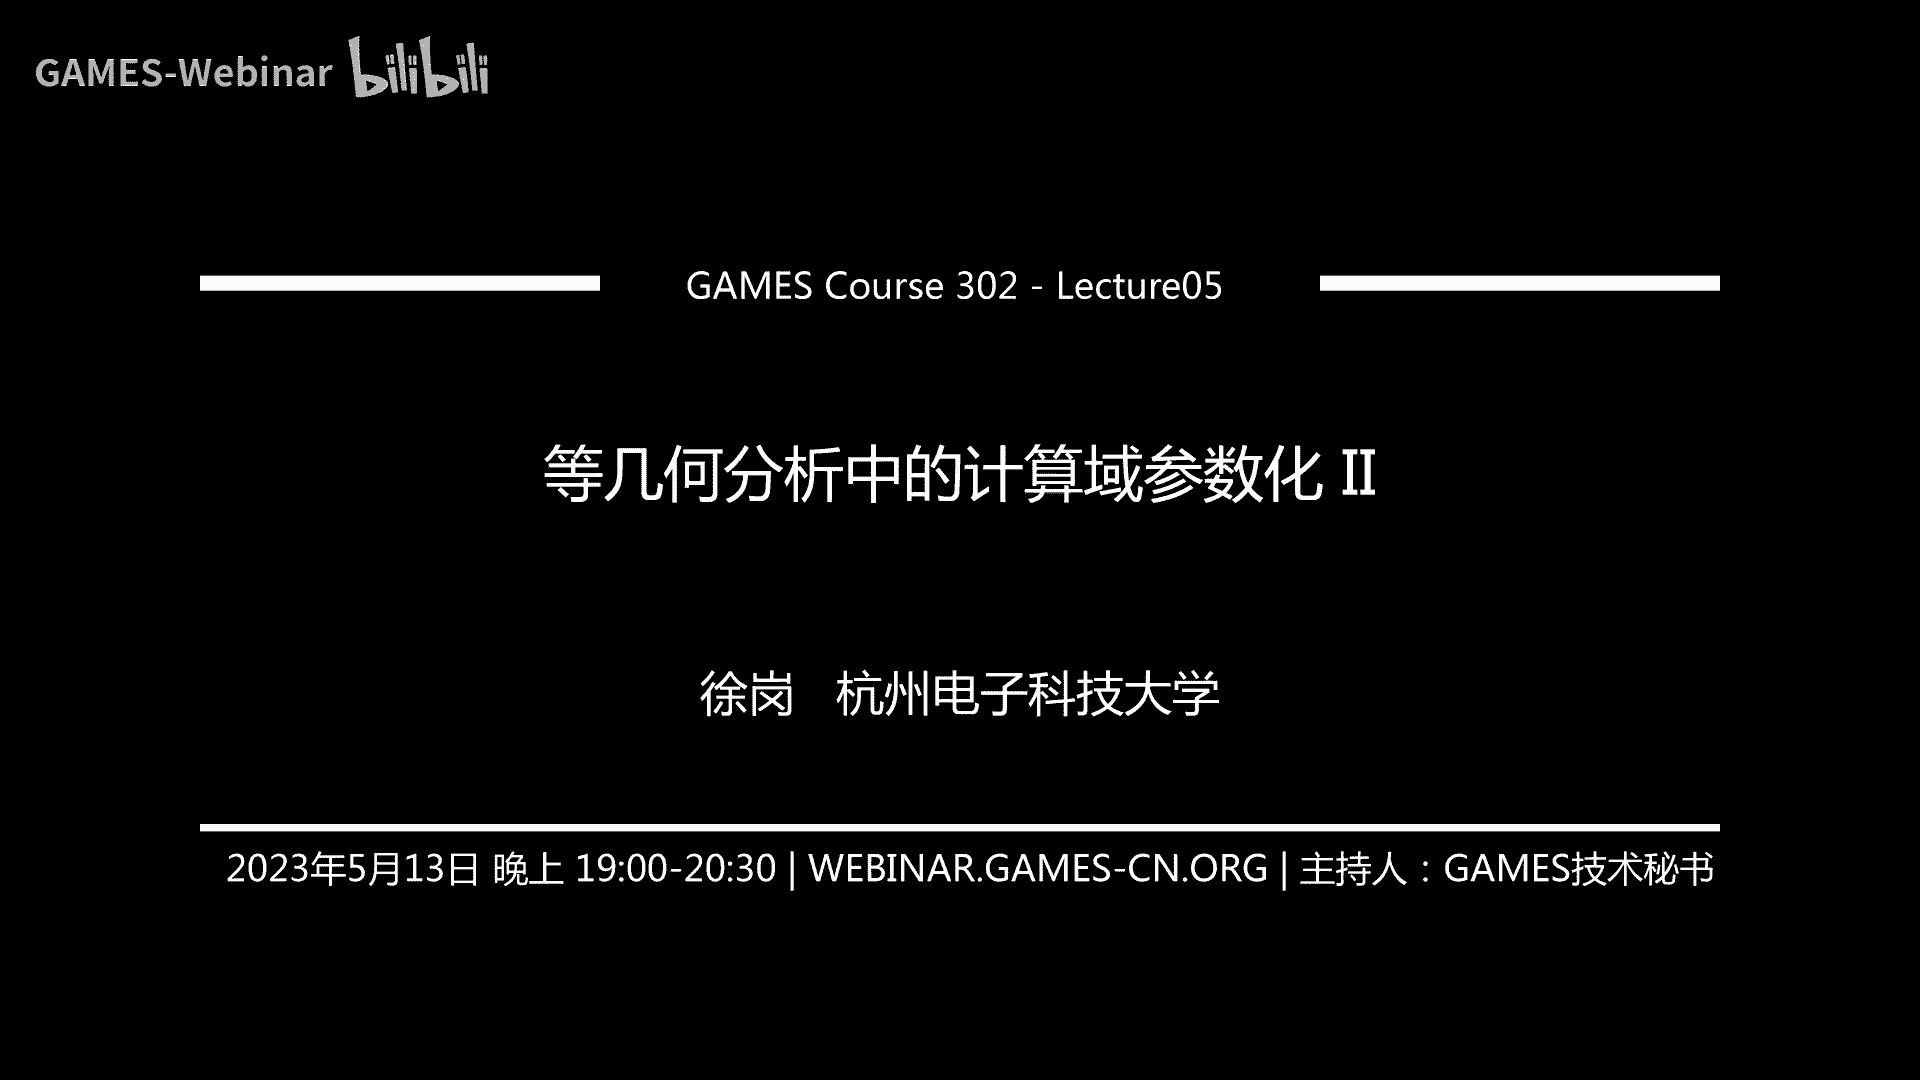 GAMES-Webinar bilibili
GAMES Course 302 - Lecture05
等几何分析中的计算域参数化 II
徐岗 杭州电子科技大学
2023年5月13日 晚上 19:00-20:30 | WEBINAR.GAMES-CN.ORG | 主持人：GAMES技术秘书